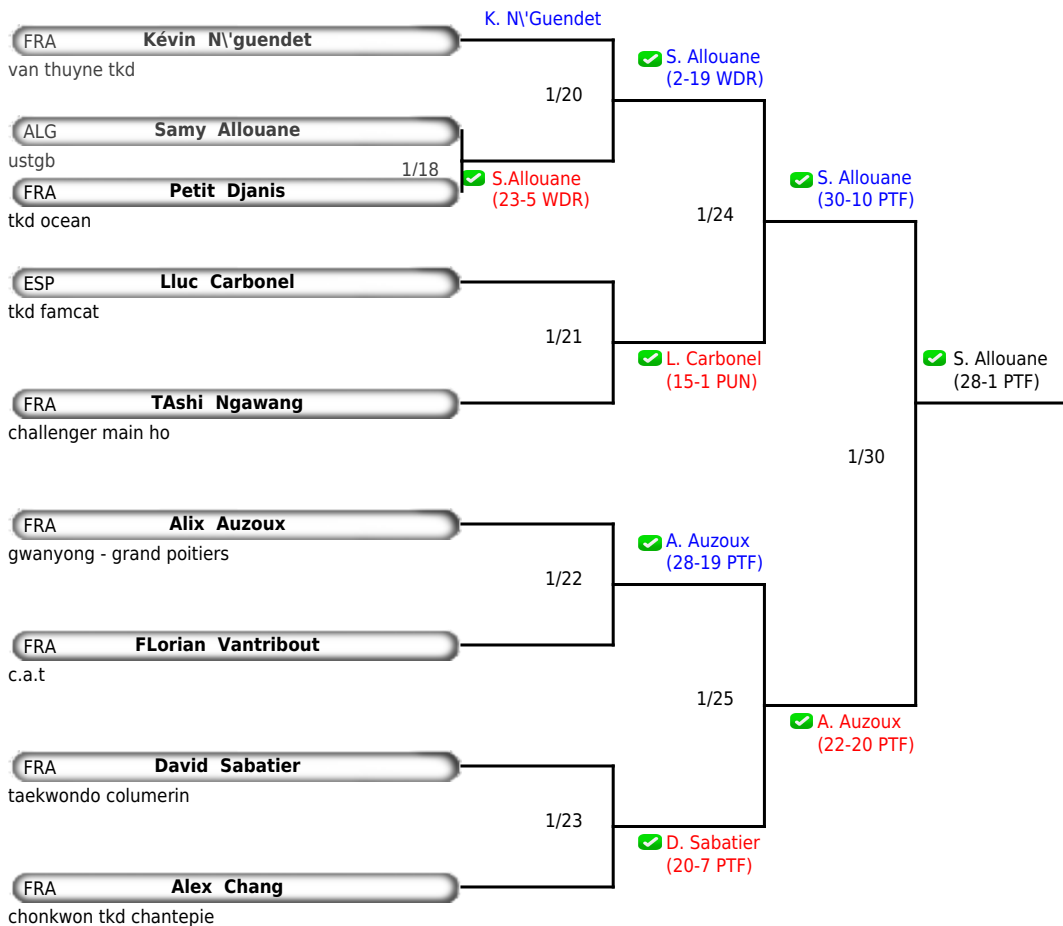 K. N\'Guendet
FRA Kévin N\'guendet
van thuyne tkd
S. Allouane
(2-19 WDR)
1/20
ALG Samy Allouane
ustgb
1/18
S.Allouane
(23-5 WDR)
FRA Petit Djanis
tkd ocean
S. Allouane
(30-10 PTF)
1/24
ESP Lluc Carbonel
tkd famcat
1/21
L. Carbonel
(15-1 PUN)
S. Allouane
(28-1 PTF)
FRA TAshi Ngawang
challenger main ho
1/30
FRA Alix Auzoux
gwanyong - grand poitiers
A. Auzoux
(28-19 PTF)
1/22
FRA FLorian Vantribout
c.a.t
1/25
A. Auzoux
(22-20 PTF)
FRA David Sabatier
taekwondo columerin
1/23
D. Sabatier
(20-7 PTF)
FRA Alex Chang
chonkwon tkd chantepie